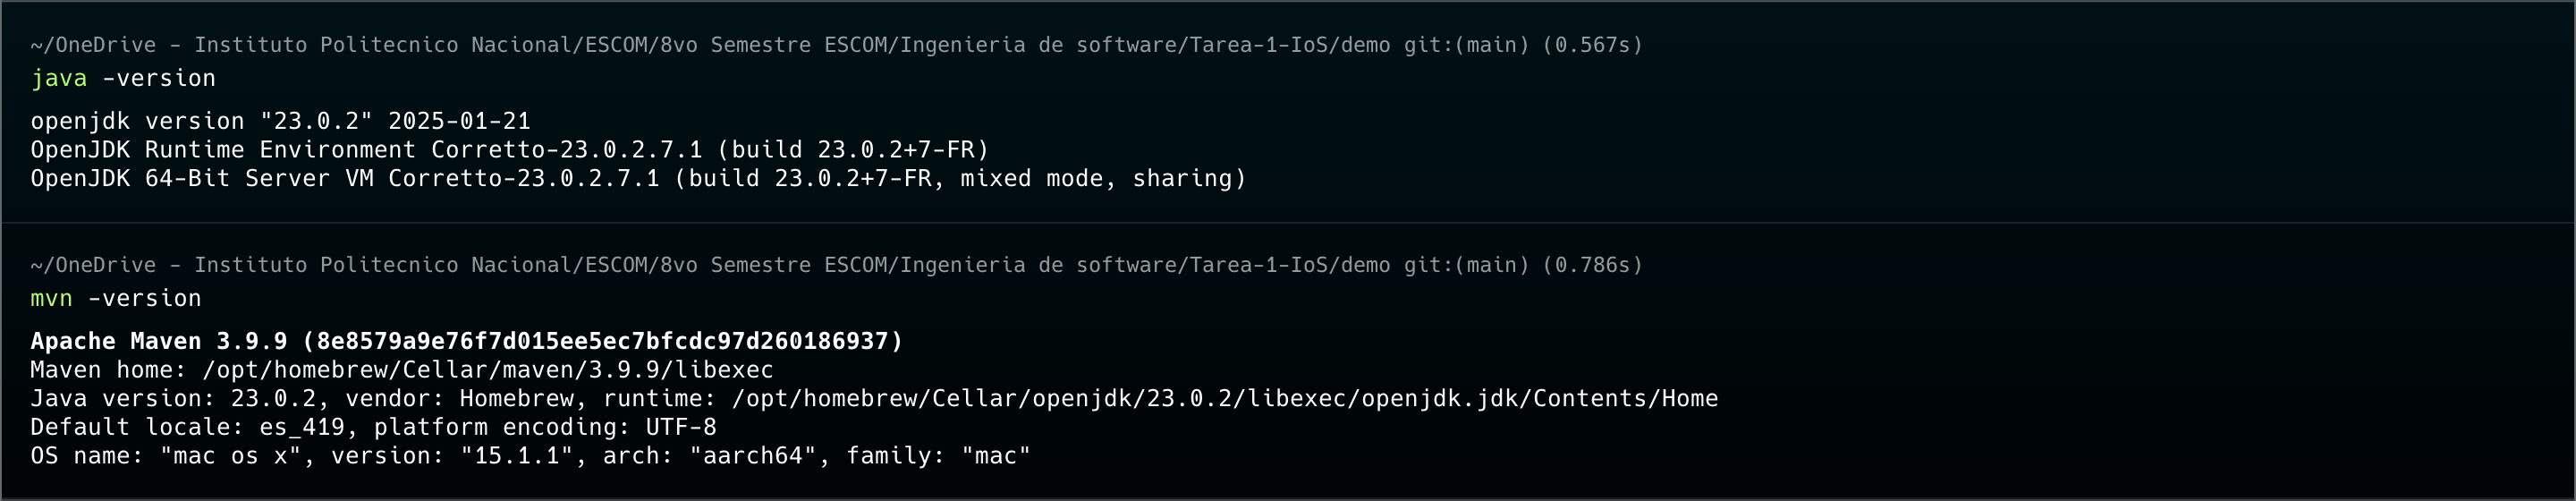 ~/OneDrive - Instituto Politecnico Nacional/ESCOM/8vo Semestre ESCOM/Ingenieria de software/Tarea-1-IoS/demo git:(main) (0.567s)
java -version
openjdk version "23.0.2" 2025-01-21
OpenJDK Runtime Environment Corretto-23.0.2.7.1 (build 23.0.2+7-FR)
OpenJDK 64-Bit Server VM Corretto-23.0.2.7.1 (build 23.0.2+7-FR, mixed mode, sharing)
~/OneDrive - Instituto Politecnico Nacional/ESCOM/8vo Semestre ESCOM/Ingenieria de software/Tarea-1-IoS/demo git:(main) (0.786s)
mvn -version
Apache Maven 3.9.9 (8e8579a9e76f7d015ee5ec7bfcdc97d260186937)
Maven home: /opt/homebrew/Cellar/maven/3.9.9/libexec
Java version: 23.0.2, vendor: Homebrew, runtime: /opt/homebrew/Cellar/openjdk/23.0.2/libexec/openjdk.jdk/Contents/Home
Default locale: es_419, platform encoding: UTF-8
OS name: "mac os x", version: "15.1.1", arch: "aarch64", family: "mac"